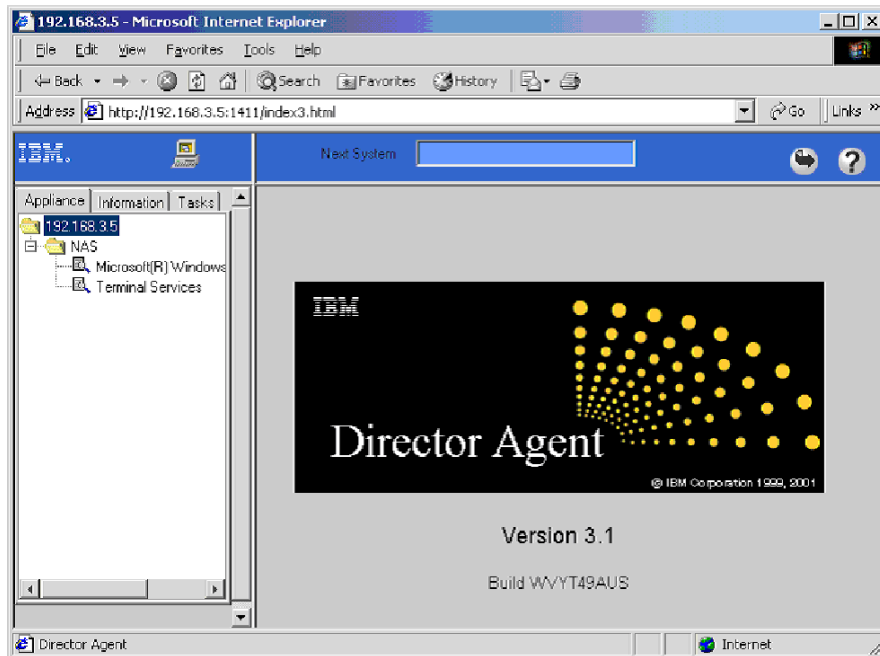 192.168.3.5 - Microsoft Internet Explorer
File Edit View Favorites Tools Help
Back Search Favorites History
Address http://192.168.3.5:1411/index3.html Go Links »
IBM. Next System ?
Appliance Information Tasks
192.168.3.5
NAS
Microsoft(R) Windows
Terminal Services
IBM
Director Agent
© IBM Corporation 1999, 2001
Version 3.1
Build WVYT49AUS
Director Agent Internet